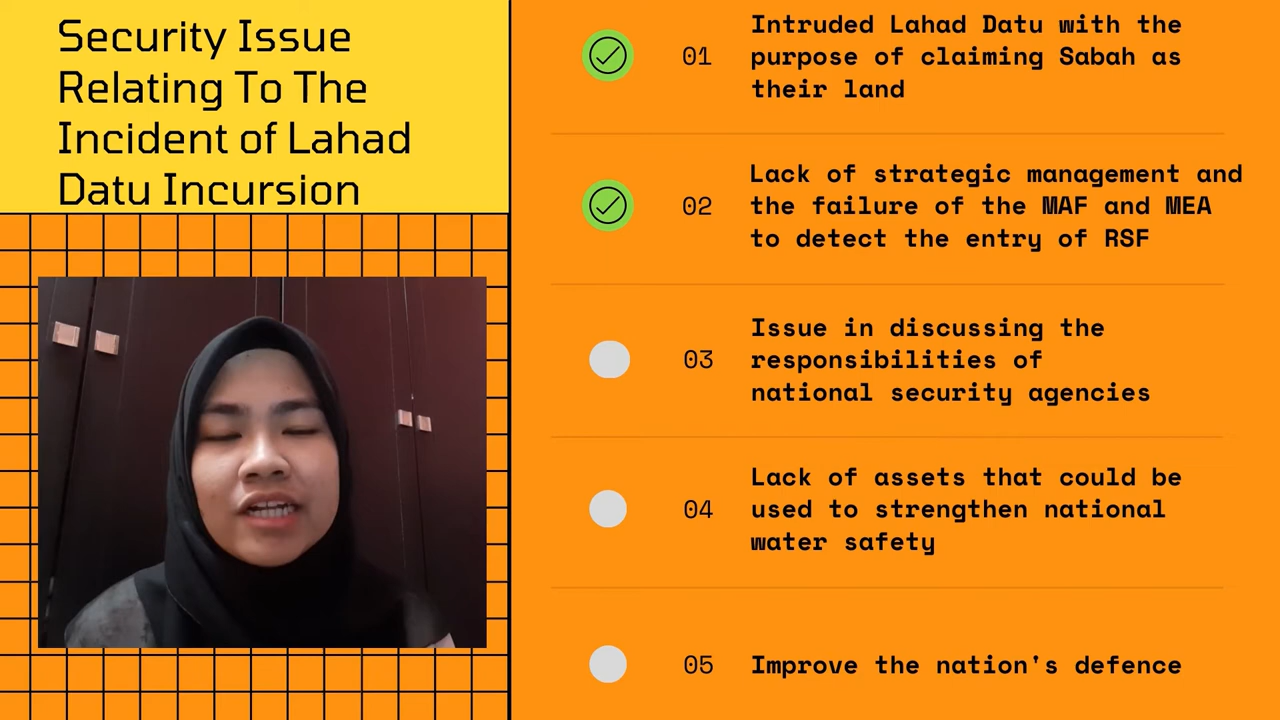 Security Issue
Relating To The
Incident of Lahad
Datu Incursion
01
Intruded Lahad Datu with the
purpose of claiming Sabah as
their land
02
Lack of strategic management and
the failure of the MAF and MEA
to detect the entry of RSF
03
Issue in discussing the
responsibilities of
national security agencies
04
Lack of assets that could be
used to strengthen national
water safety
05
Improve the nation's defence